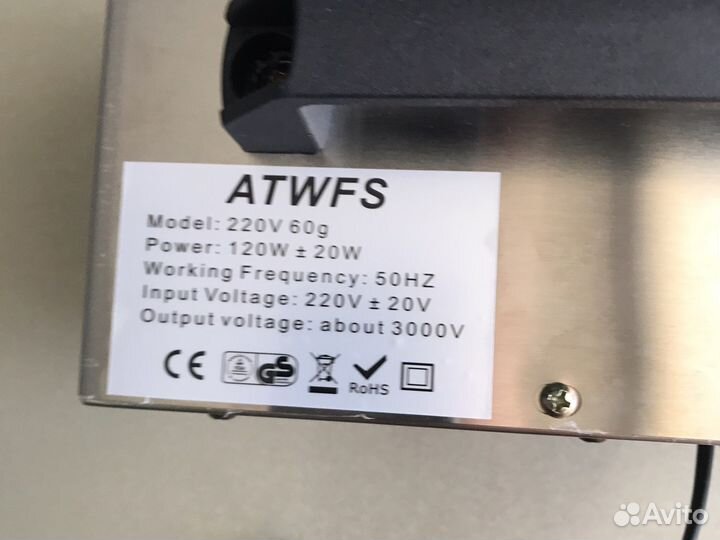 ATWFS
Model: 220V 60g
Power: 120W ± 20W
Working Frequency: 50HZ
Input Voltage: 220V ± 20V
Output voltage: about 3000V
CE GS RoHS
Avito